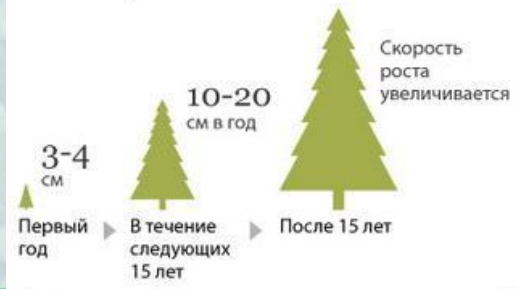 3-4
см
Первый
год
10-20
см в год
В течение
следующих
15 лет
Скорость
роста
увеличивается
После 15 лет